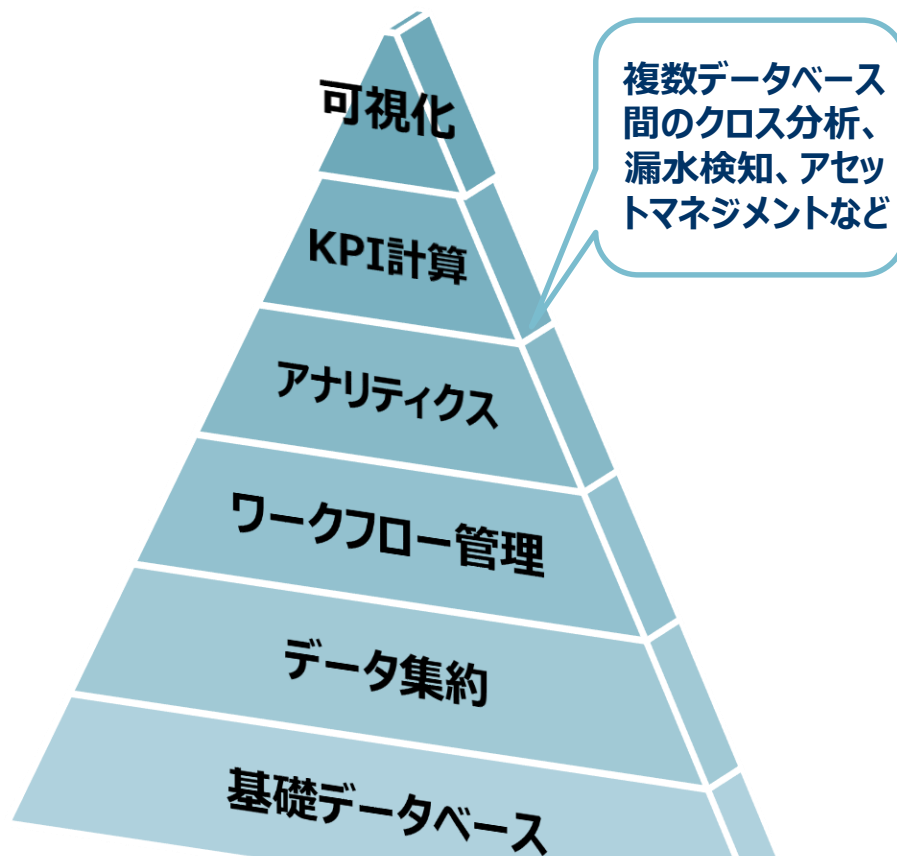 可視化
複数データベース
間のクロス分析、
漏水検知、アセッ
トマネジメントなど
KPI計算
アナリティクス
ワークフロー管理
データ集約
基礎データベース